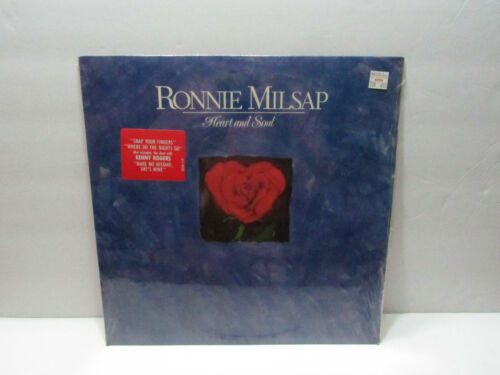 RONNIE MILSAP
Heart and Soul
"SNAP YOUR FINGERS"
"WHERE DO THE NIGHTS GO"
KENNY ROGERS
"MAKE NO MISTAKE,
SHE'S MINE"